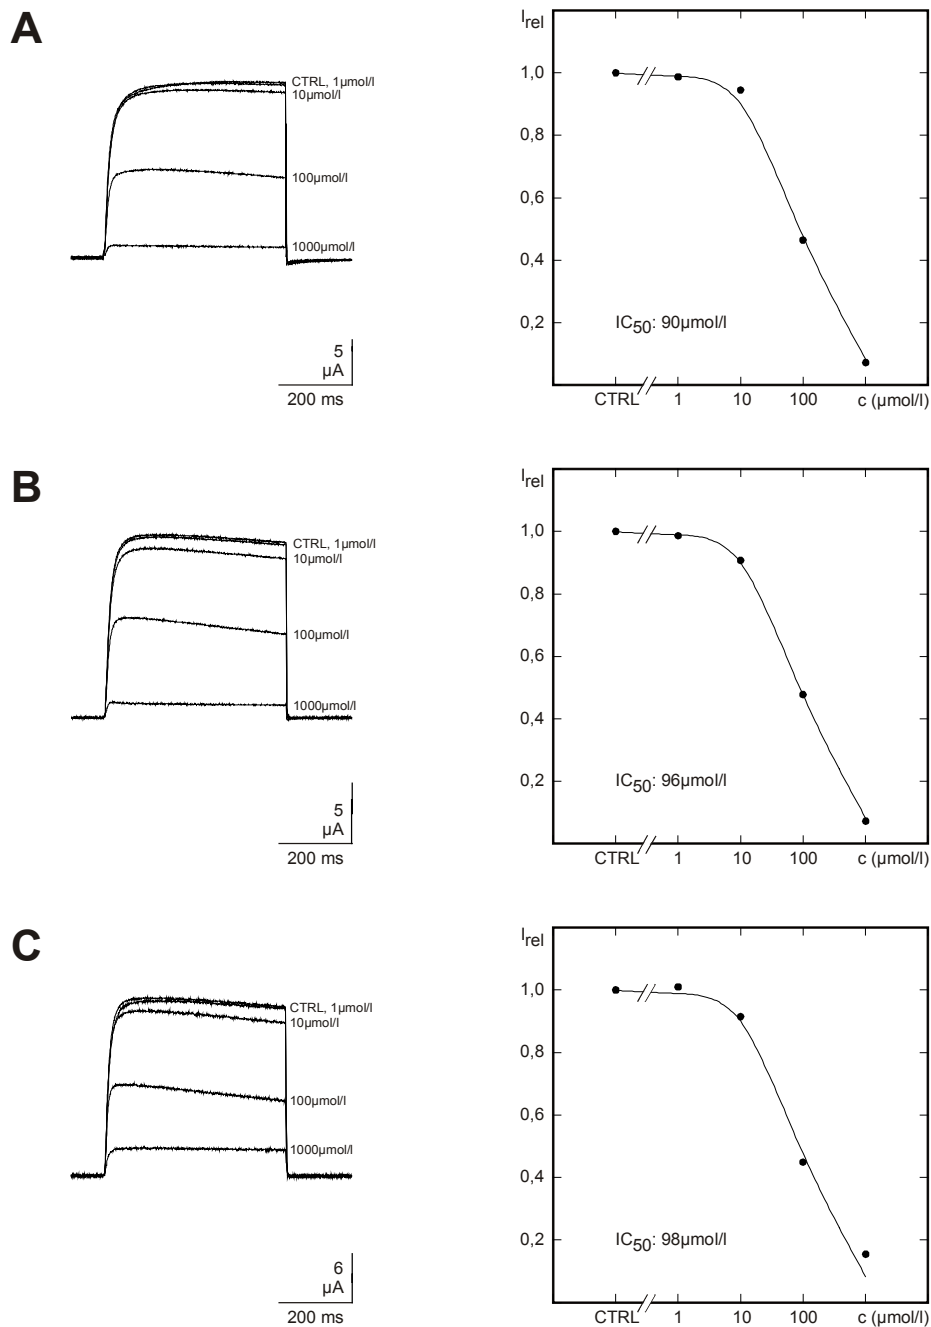 A
CTRL, 1µmol/l
10µmol/l
100µmol/l
1000µmol/l
5
µA
200 ms
I rel
1,0
0,8
0,6
0,4
0,2
IC50: 90µmol/l
CTRL 1 10 100 c (µmol/l)
B
CTRL, 1µmol/l
10µmol/l
100µmol/l
1000µmol/l
5
µA
200 ms
I rel
1,0
0,8
0,6
0,4
0,2
IC50: 96µmol/l
CTRL 1 10 100 c (µmol/l)
C
CTRL, 1µmol/l
10µmol/l
100µmol/l
1000µmol/l
6
µA
200 ms
I rel
1,0
0,8
0,6
0,4
0,2
IC50: 98µmol/l
CTRL 1 10 100 c (µmol/l)